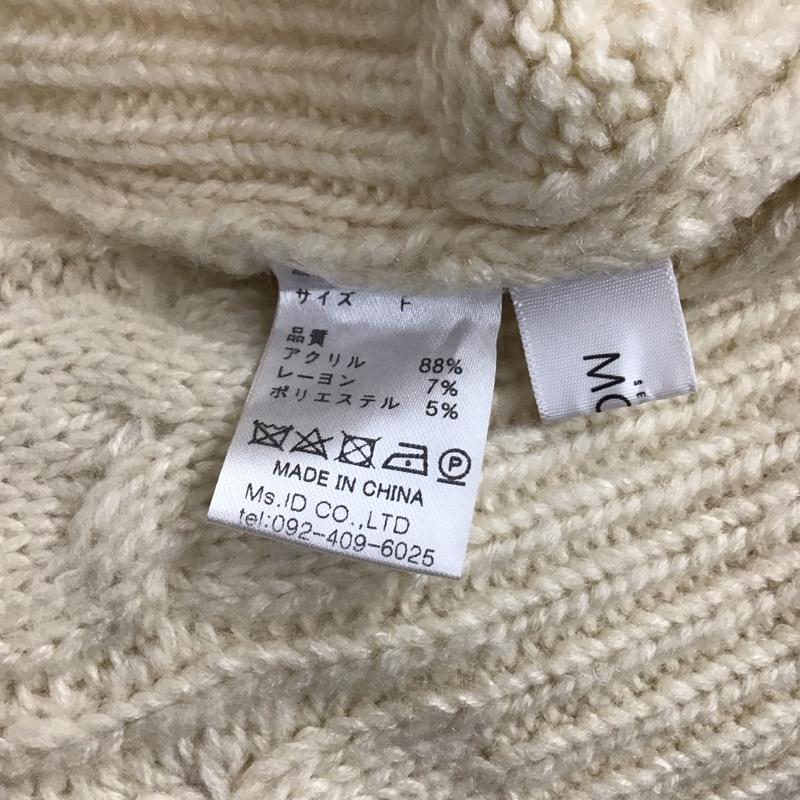 サイズ F
品質
アクリル 88%
レーヨン 7%
ポリエステル 5%
P
MADE IN CHINA
Ms.ID CO.,LTD
tel:092-409-6025